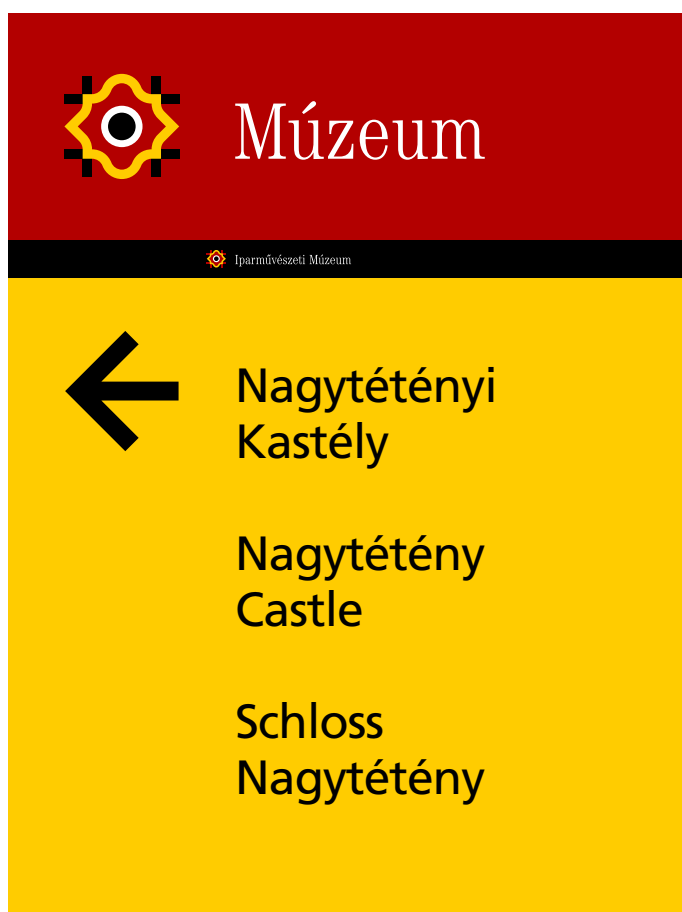 Múzeum
Iparművészeti Múzeum
Nagytétényi
Kastély
Nagytétény
Castle
Schloss
Nagytétény